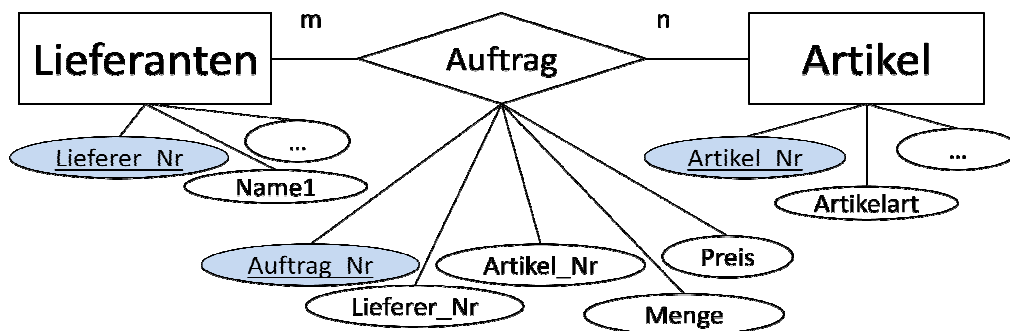 m
n
Lieferanten
Auftrag
Artikel
Lieferer_Nr
...
Name1
Artikel_Nr
...
Artikelart
Auftrag_Nr
Artikel_Nr
Preis
Lieferer_Nr
Menge